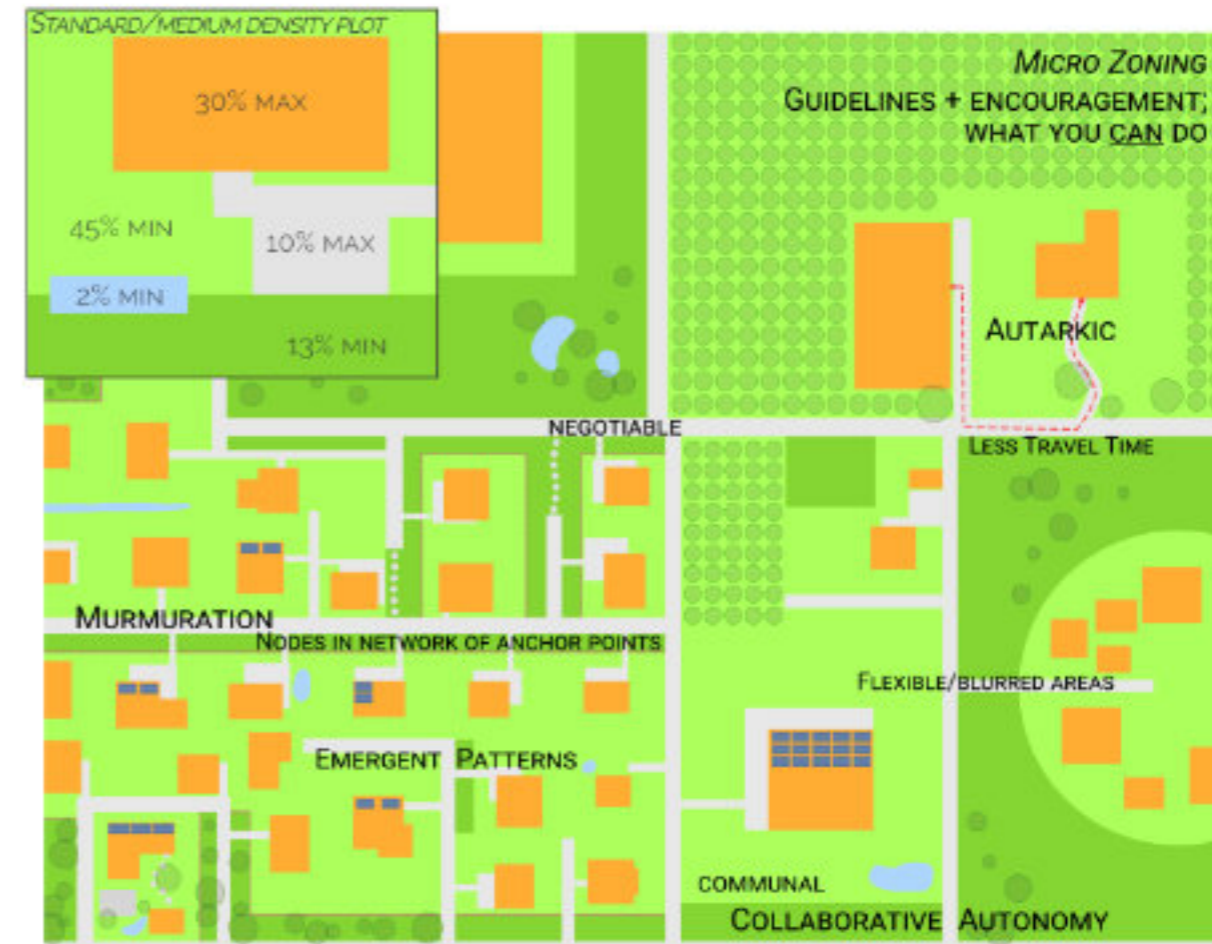 Standard/medium density plot
30% max
45% min
10% max
2% min
13% min
Micro Zoning
Guidelines + encouragement;
what you can do
Autarkic
negotiable
Less Travel Time
Murmuration
Nodes in network of anchor points
Flexible/blurred areas
Emergent Patterns
communal
Collaborative Autonomy